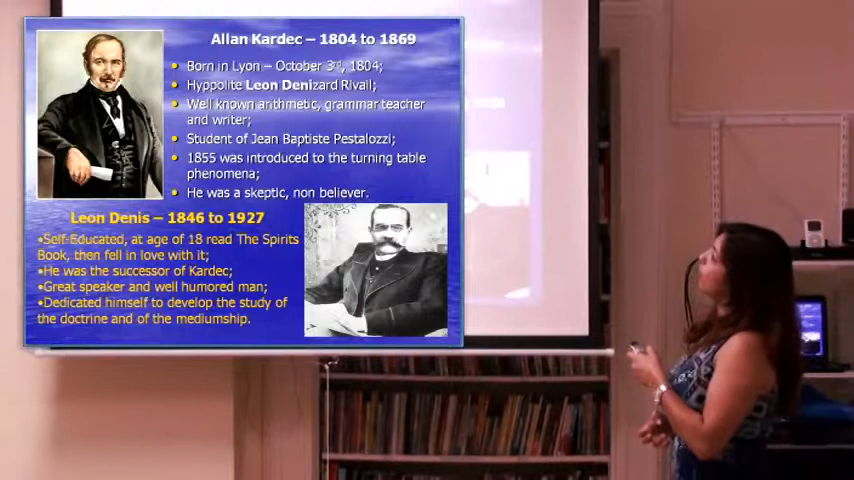 Allan Kardec – 1804 to 1869
• Born in Lyon – October 3rd, 1804;
• Hyppolite Leon Denizard Rivail;
• Well known arithmetic, grammar teacher
and writer;
• Student of Jean Baptiste Pestalozzi;
• 1855 was introduced to the turning table
phenomena;
• He was a skeptic, non believer.
Leon Denis – 1846 to 1927
•Self-Educated, at age of 18 read The Spirits
Book, then fell in love with it;
•He was the successor of Kardec;
•Great speaker and well humored man;
•Dedicated himself to develop the study of
the doctrine and of the mediumship.